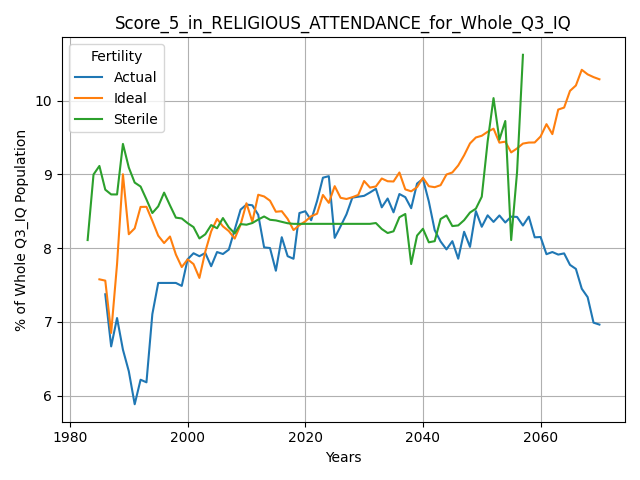 Score_5_in_RELIGIOUS_ATTENDANCE_for_Whole_Q3_IQ
Fertility
Actual
Ideal
Sterile
% of Whole Q3_IQ Population
10
9
8
7
6
1980
2000
2020
2040
2060
Years